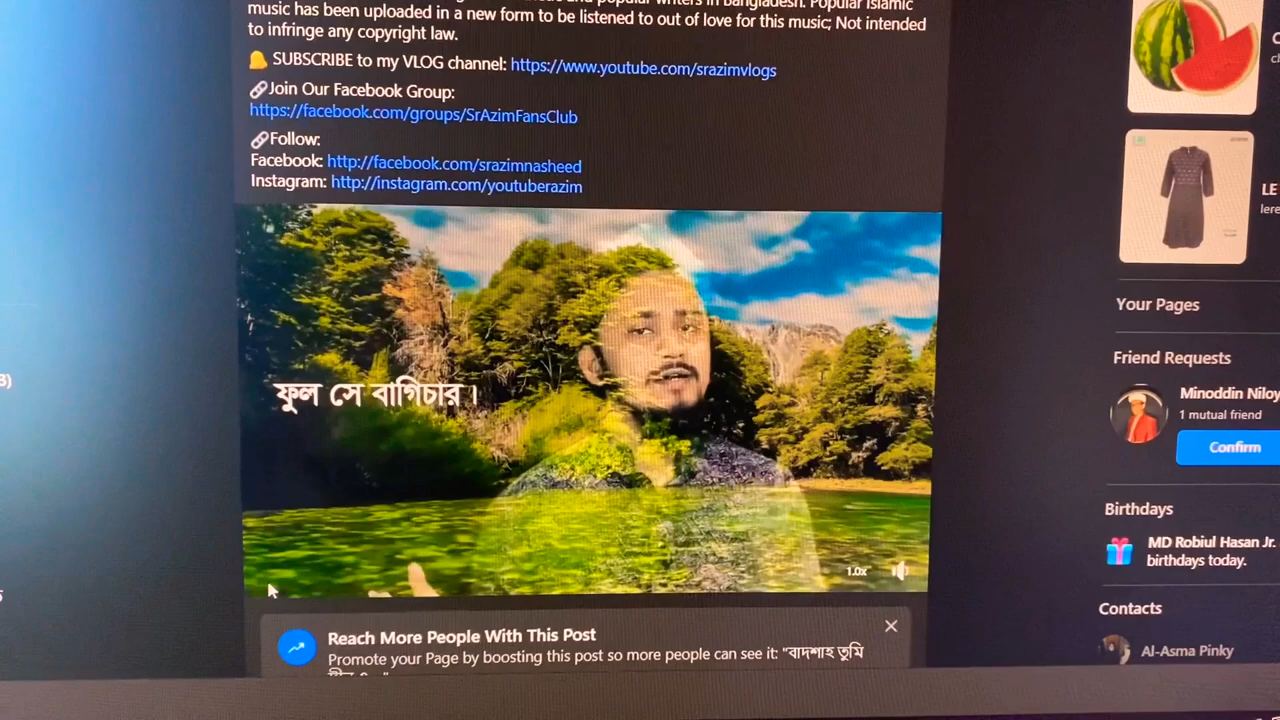 music has been uploaded in a new form to be listened to out of love for this music; Not intended
to infringe any copyright law.
🔔 SUBSCRIBE to my VLOG channel: https://www.youtube.com/srazimvlogs
🔗Join Our Facebook Group:
https://facebook.com/groups/SrAzimFansClub
🔗Follow:
Facebook: http://facebook.com/srazimnasheed
Instagram: http://instagram.com/youtuberazim
ফুল সে বাগিচার।
1.0x
Reach More People With This Post
Promote your Page by boosting this post so more people can see it: "বাদশাহ তুমি
LE
Your Pages
Friend Requests
Minoddin Niloy
1 mutual friend
Confirm
Birthdays
MD Robiul Hasan Jr.
birthdays today.
Contacts
Al-Asma Pinky